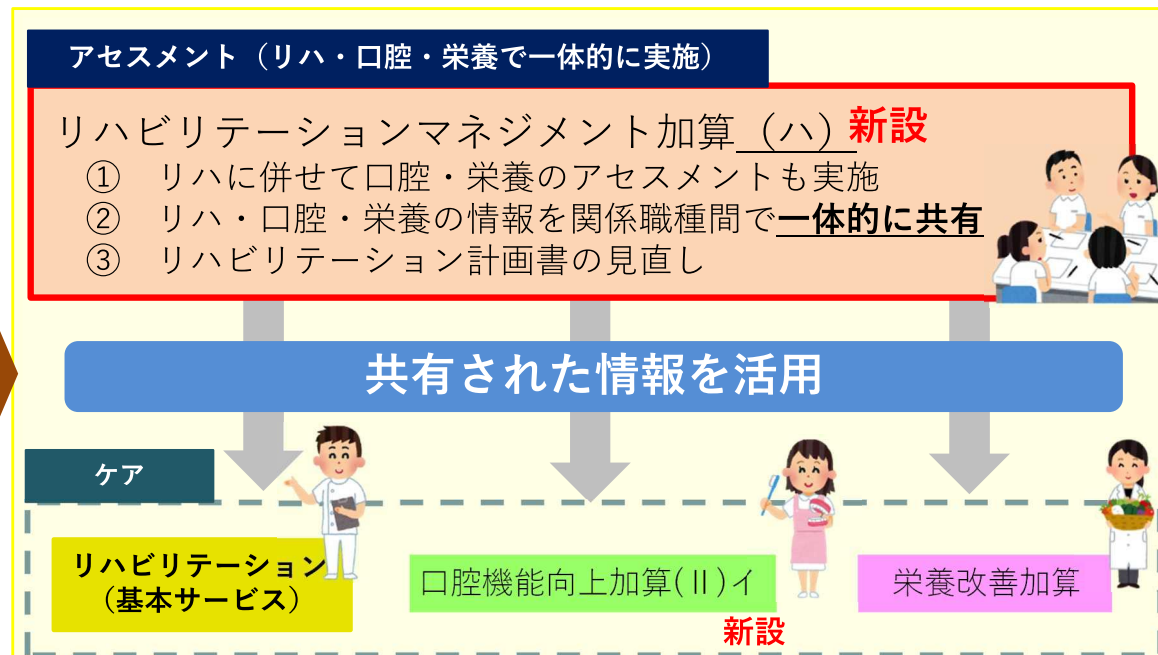 アセスメント（リハ・口腔・栄養で一体的に実施）
リハビリテーションマネジメント加算（ハ）新設
① リハに併せて口腔・栄養のアセスメントも実施
② リハ・口腔・栄養の情報を関係職種間で一体的に共有
③ リハビリテーション計画書の見直し
共有された情報を活用
ケア
リハビリテーション
（基本サービス）
口腔機能向上加算(Ⅱ)イ
新設
栄養改善加算